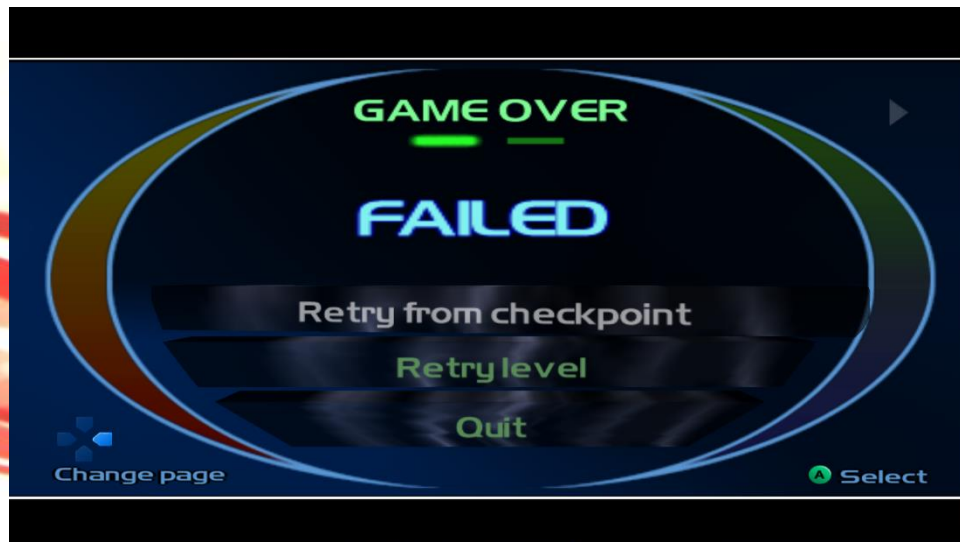 GAME OVER
FAILED
Retry from checkpoint
Retry level
Quit
Change page
A Select